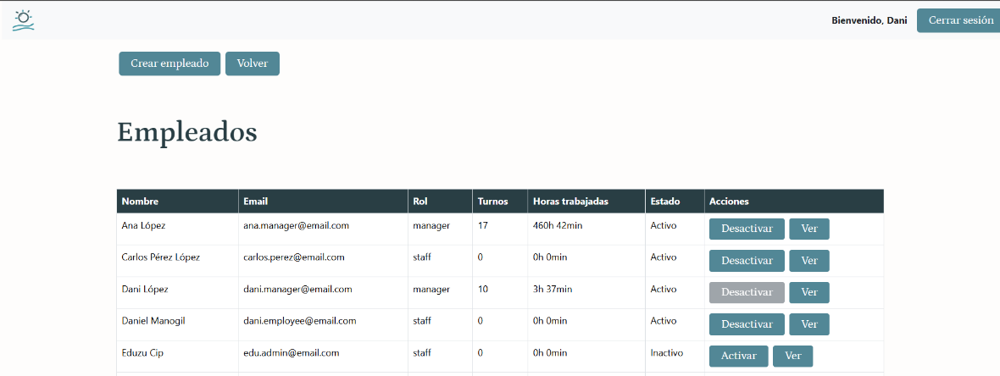 Bienvenido, Dani Cerrar sesión
Crear empleado Volver
Empleados
Nombre Email Rol Turnos Horas trabajadas Estado Acciones
Ana López ana.manager@email.com manager 17 460h 42min Activo Desactivar Ver
Carlos Pérez López carlos.perez@email.com staff 0 0h 0min Activo Desactivar Ver
Dani López dani.manager@email.com manager 10 3h 37min Activo Desactivar Ver
Daniel Manogil dani.employee@email.com staff 0 0h 0min Activo Desactivar Ver
Eduzu Cip edu.admin@email.com staff 0 0h 0min Inactivo Activar Ver